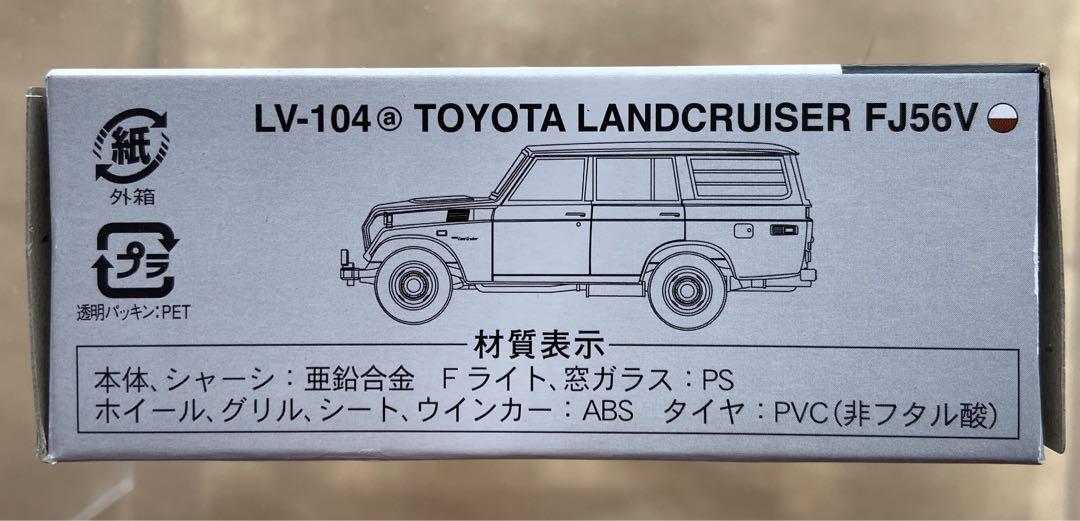 LV-104ⓐ TOYOTA LANDCRUISER FJ56V
紙
外箱
プラ
透明パッキン：PET
材質表示
本体、シャーシ：亜鉛合金　Fライト、窓ガラス：PS
ホイール、グリル、シート、ウインカー：ABS　タイヤ：PVC（非フタル酸）